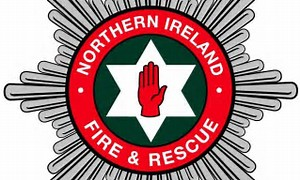 · NORTHERN IRELAND ·
FIRE & RESCUE